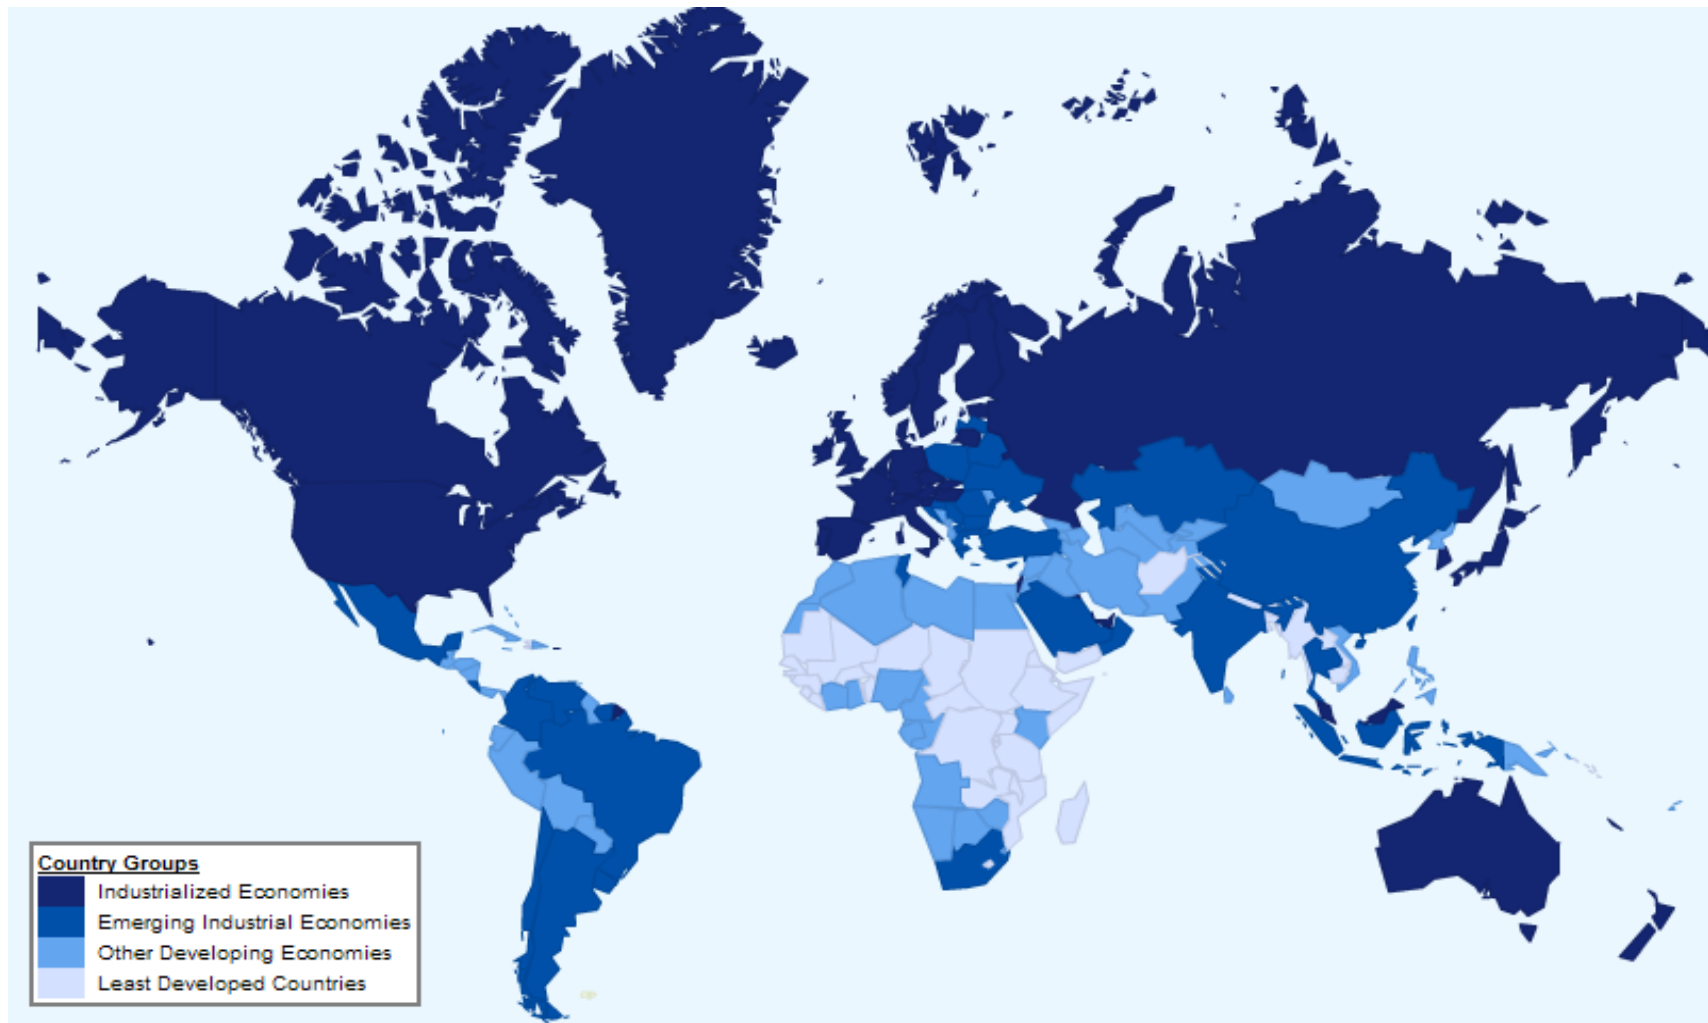 Country Groups
Industrialized Economies
Emerging Industrial Economies
Other Developing Economies
Least Developed Countries